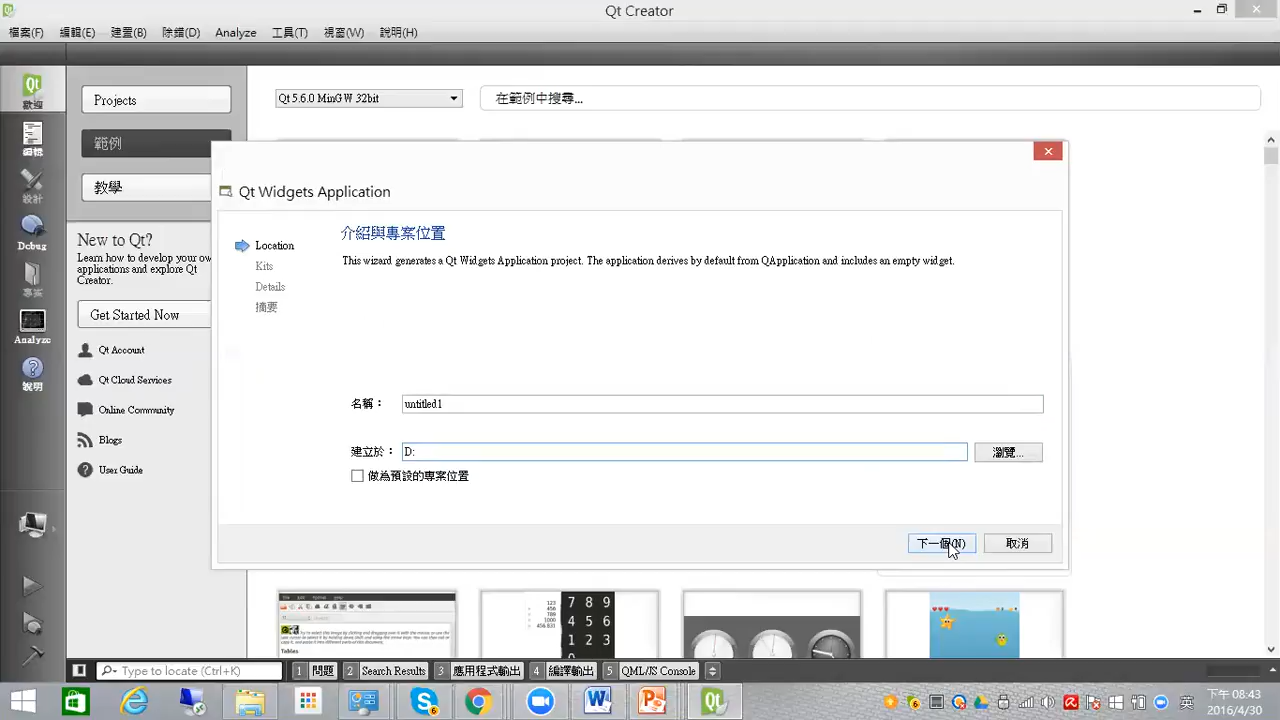 Qt Creator
檔案(F) 編輯(E) 建置(B) 除錯(D) Analyze 工具(T) 視窗(W) 說明(H)
Qt
歡迎
Projects
Qt 5.6.0 MinGW 32bit
在範例中搜尋...
編輯
範例
設計
教學
Qt Widgets Application
Debug
New to Qt?
Learn how to develop your ow
applications and explore Qt
Creator.
Location
Kits
Details
摘要
介紹與專案位置
This wizard generates a Qt Widgets Application project. The application derives by default from QApplication and includes an empty widget.
專案
Get Started Now
Analyze
Qt Account
說明
Qt Cloud Services
Online Community
Blogs
User Guide
名稱： untitled1
建立於： D: 瀏覽...
做為預設的專案位置
下一個(N) 取消
Tables
123
456
789
1000
456.831
7 8 9
4 5 6
1 2 3
0
Type to locate (Ctrl+K) 1 問題 2 Search Results 3 應用程式輸出 4 編譯輸出 5 QML/JS Console
下午 08:43
2016/4/30